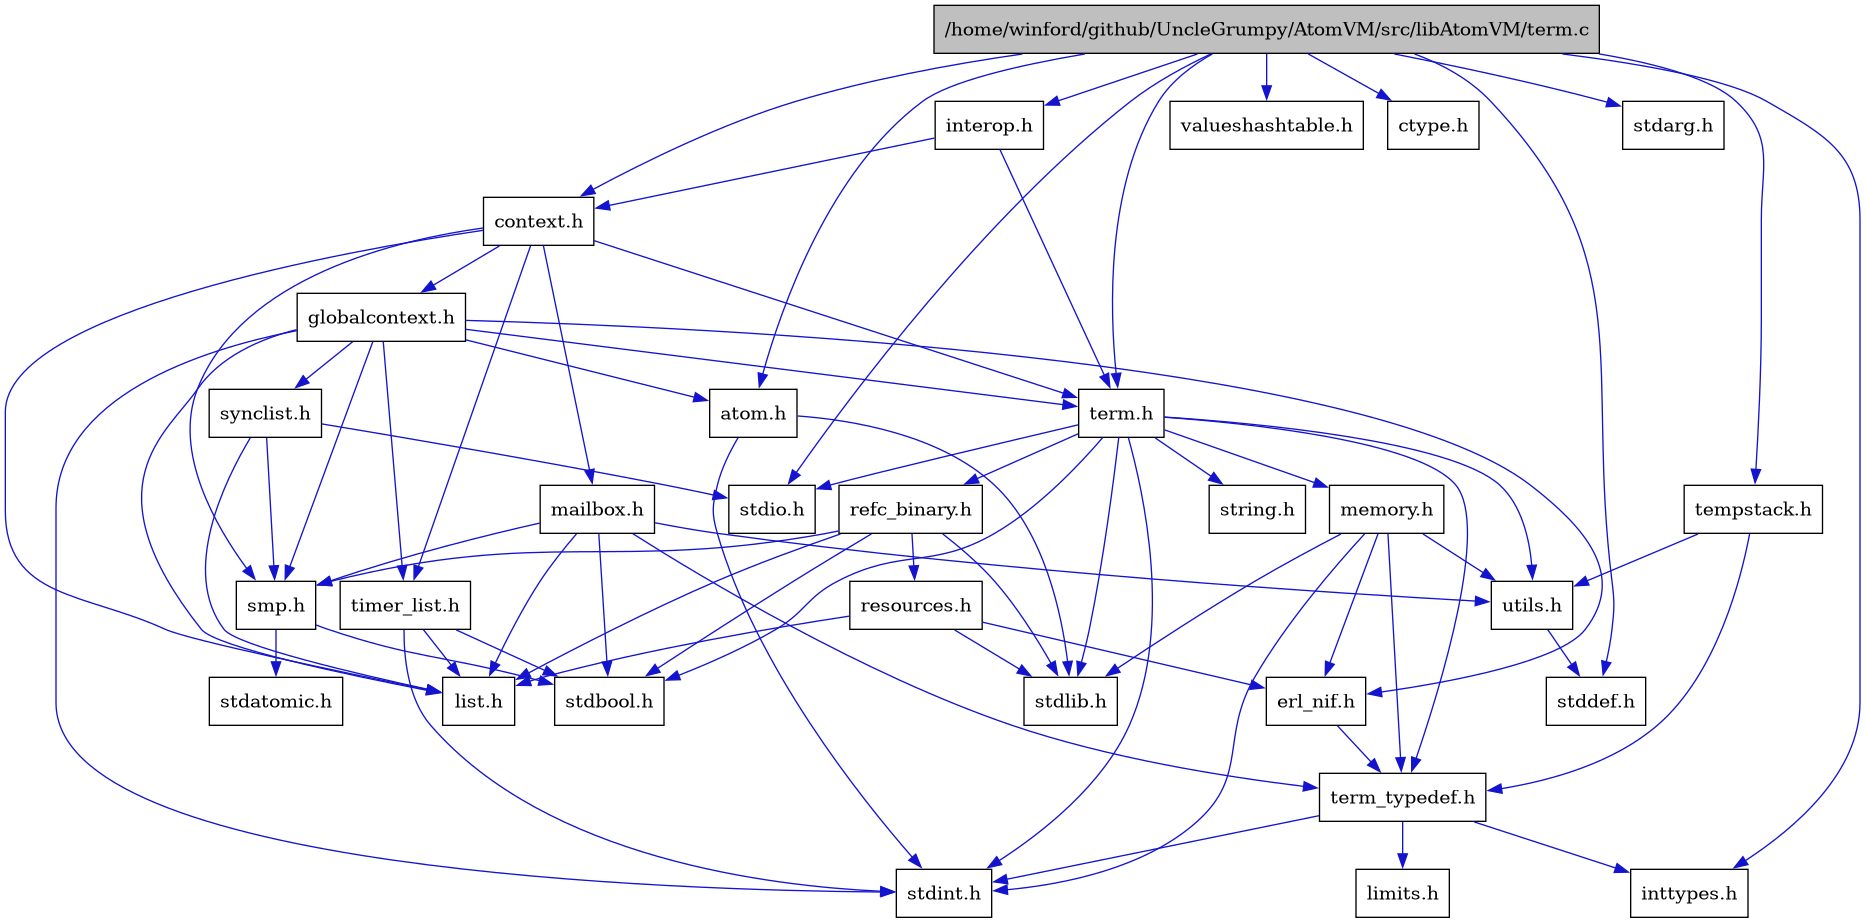 /home/winford/github/UncleGrumpy/AtomVM/src/libAtomVM/term.c
interop.h
valueshashtable.h
ctype.h
stdarg.h
context.h
globalcontext.h
synclist.h
atom.h
term.h
mailbox.h
stdio.h
refc_binary.h
string.h
memory.h
tempstack.h
smp.h
timer_list.h
resources.h
utils.h
stdatomic.h
list.h
stdbool.h
stdlib.h
erl_nif.h
stddef.h
term_typedef.h
stdint.h
limits.h
inttypes.h